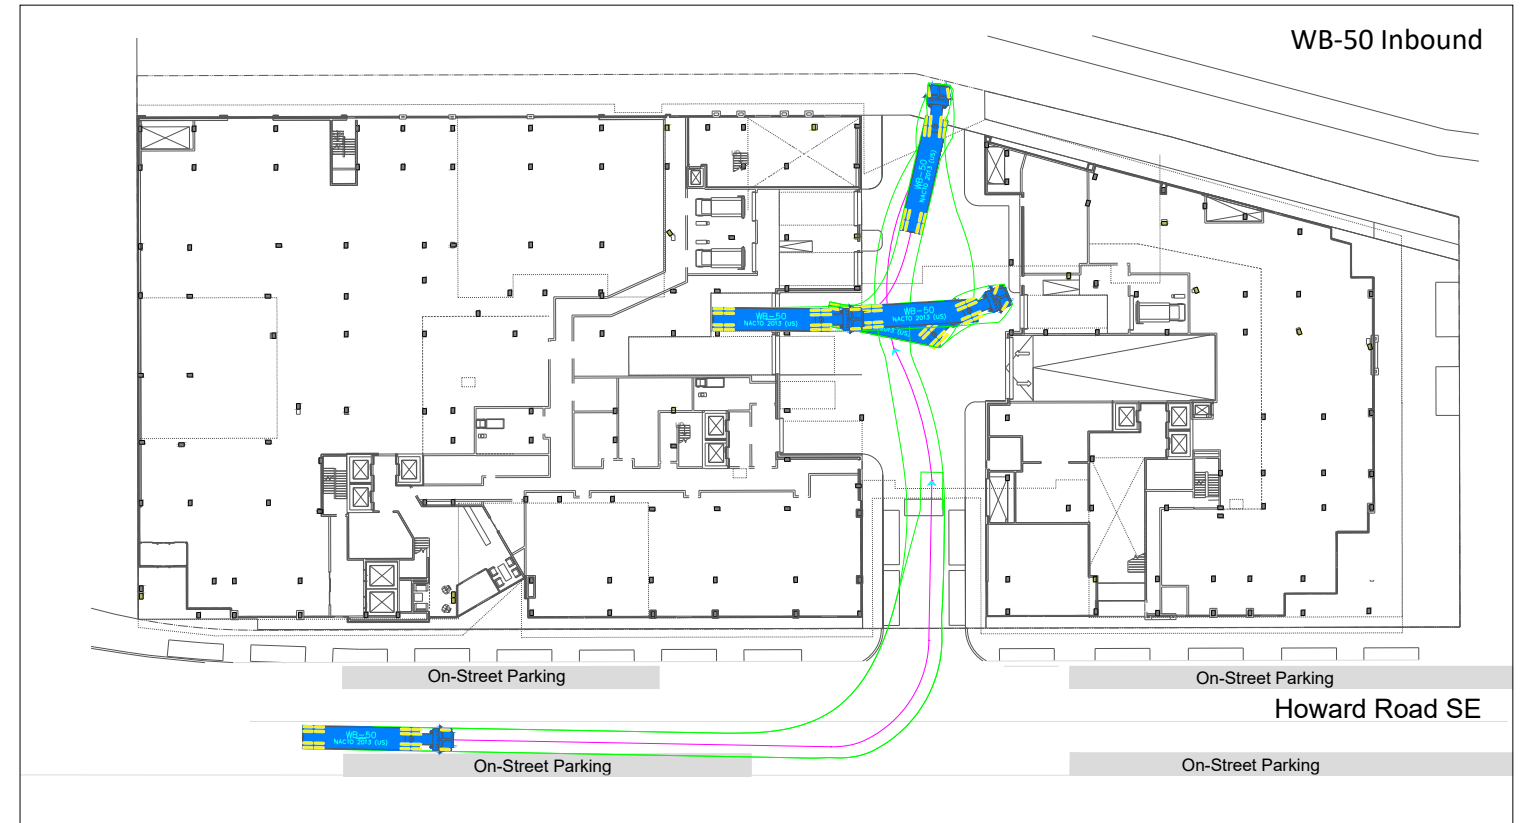 WB-50 Inbound
WB-50
NACTO 2013 (US)
WB-50
NACTO 2013 (US)
WB-50
NACTO 2013 (US)
2013 (US)
On-Street Parking
On-Street Parking
Howard Road SE
WB-50
NACTO 2013 (US)
On-Street Parking
On-Street Parking